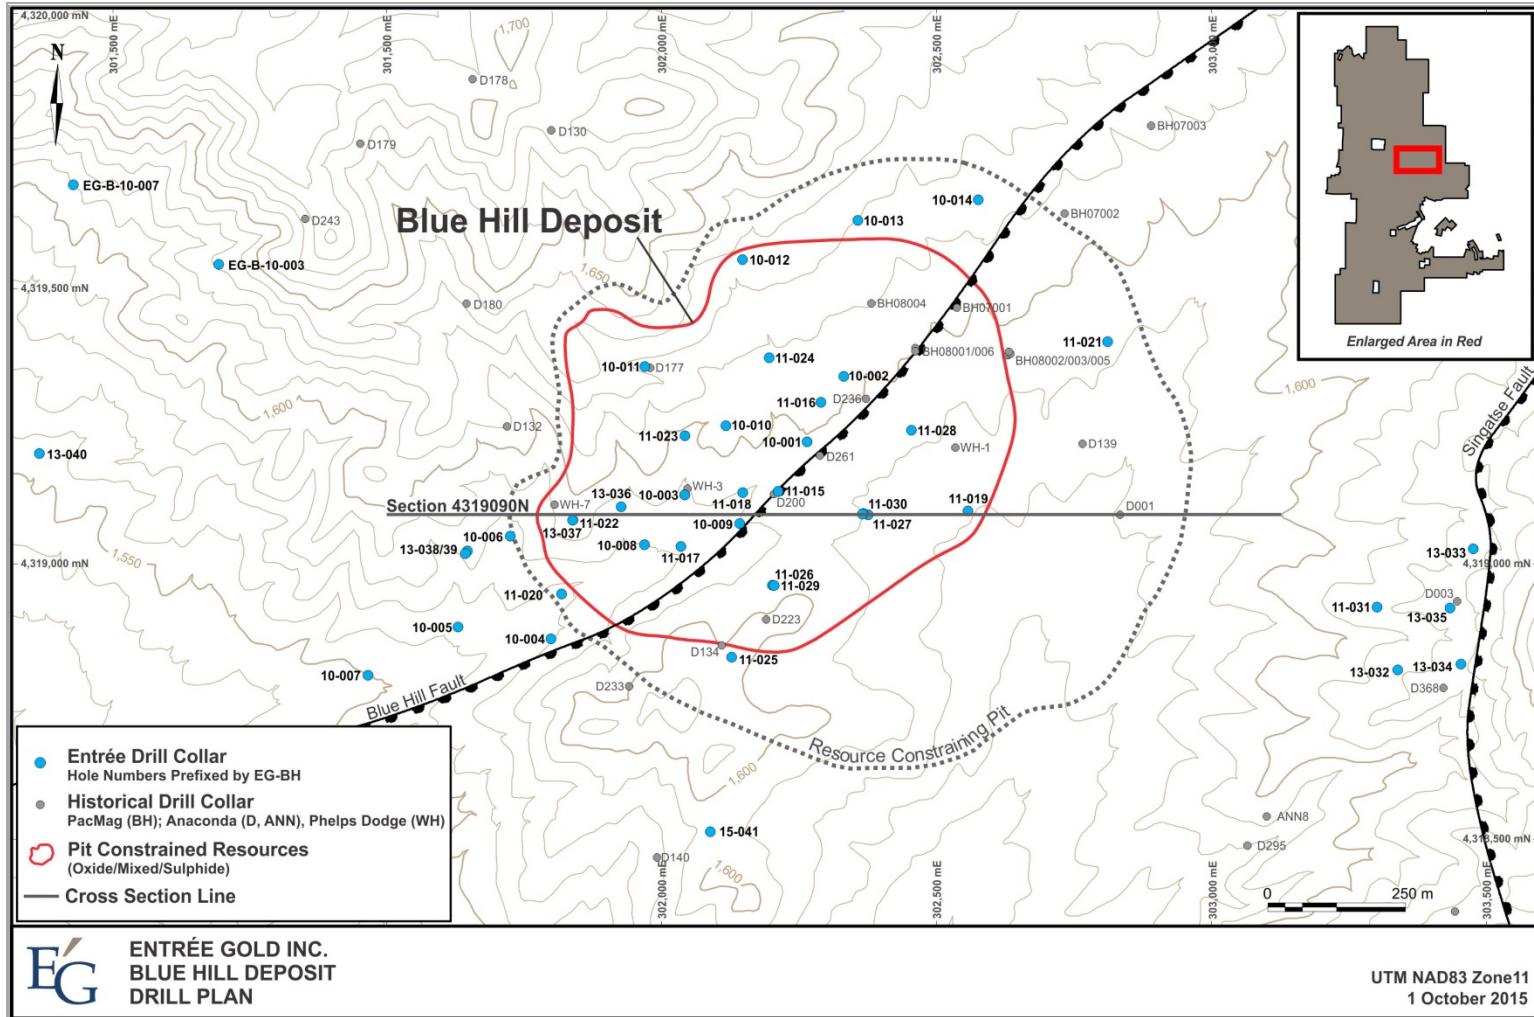 4,320,000 mN
301,500 mE
301,500 mE
302,000 mE
302,500 mE
303,000 mE
N
1,700
D178
D130
D179
BH07003
EG-B-10-007
D243
10-014
BH07002
10-013
Blue Hill Deposit
EG-B-10-003
10-012
1,650
4,319,500 mN
D180
BH08004
BH07001
Enlarged Area in Red
11-021
BH08001/006
BH08002/003/005
11-024
10-011
D177
10-002
1,600
1,600
D236
11-016
Singatse Fault
D132
10-010
11-028
11-023
10-001
WH-1
D139
D261
13-040
WH-3
11-015
13-036
10-003
11-018
D200
WH-7
Section 4319090N
11-030
11-019
D001
11-022
10-009
11-027
13-037
10-006
10-008
11-017
13-038/39
13-033
1,550
4,319,000 mN
4,319,000 mN
11-026
11-029
11-020
D003
11-031
13-035
D223
10-005
10-004
D134
11-025
13-034
13-032
10-007
D233
D368
Blue Hill Fault
Resource Constraining Pit
1,600
Entrée Drill Collar
Hole Numbers Prefixed by EG-BH
Historical Drill Collar
PacMag (BH); Anaconda (D, ANN), Phelps Dodge (WH)
Pit Constrained Resources
(Oxide/Mixed/Sulphide)
Cross Section Line
15-041
ANN8
D295
4,318,500 mN
D140
1,600
302,000 mE
302,500 mE
303,000 mE
303,500 mE
0 250 m
EG
ENTRÉE GOLD INC.
BLUE HILL DEPOSIT
DRILL PLAN
UTM NAD83 Zone11
1 October 2015